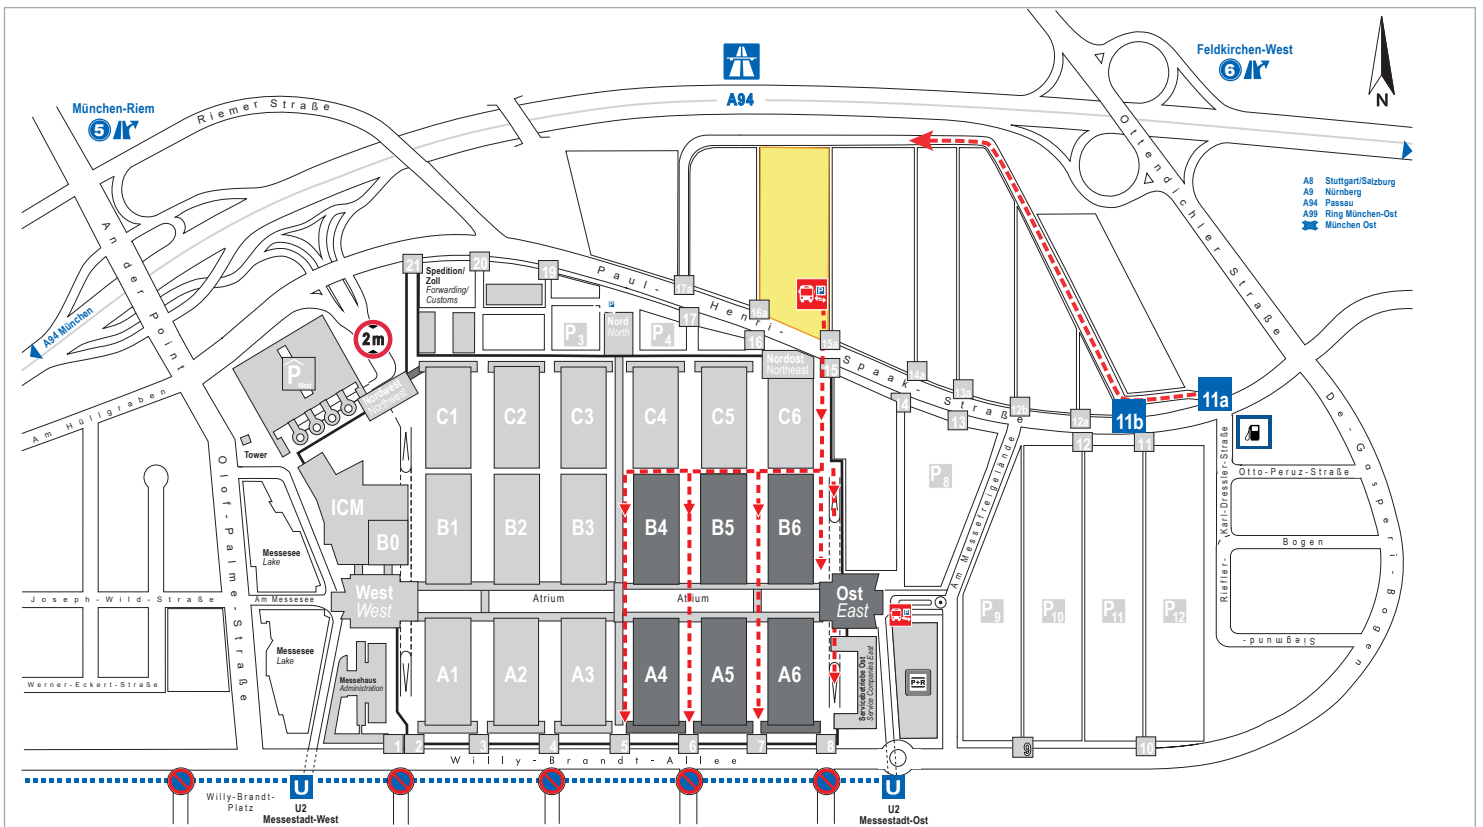 A94
Feldkirchen-West
6
N
München-Riem
5
Riemer Straße
Ottendichler Straße
A8 Stuttgart/Salzburg
A9 Nürnberg
A94 Passau
A99 Ring München-Ost
München Ost
An der Point
A94 München
2m
21
Spedition/
Zoll
Forwarding/
Customs
20
19
Paul-Henri-Spaak-Straße
17a
16a
15a
14a
13a
12b
12a
11b
11a
P3
Nord
North
P4
17
16
Nordost
Northeast
15
13
12
11
P
West
Nordwest
Northwest
Am Hüllgraben
Tower
Olof-Palme-Straße
C1
C2
C3
C4
C5
C6
P8
Am Messefreigelände
Karl-Dressler-Straße
Otto-Peruz-Straße
De-Gasperi-Bogen
ICM
B0
B1
B2
B3
B4
B5
B6
Bogen
Riefler-
Messesee
Lake
Joseph-Wild-Straße
Am Messesee
West
West
Atrium
Atrium
Ost
East
P9
P10
P11
P12
Siegmund-
Messesee
Lake
Werner-Eckert-Straße
Messehaus
Administration
A1
A2
A3
A4
A5
A6
Servicebetriebe Ost
Service Companies East
P+R
1
2
3
4
5
6
7
8
9
10
Willy-Brandt-Allee
Willy-Brandt-
Platz
U
U2
Messestadt-West
U
U2
Messestadt-Ost